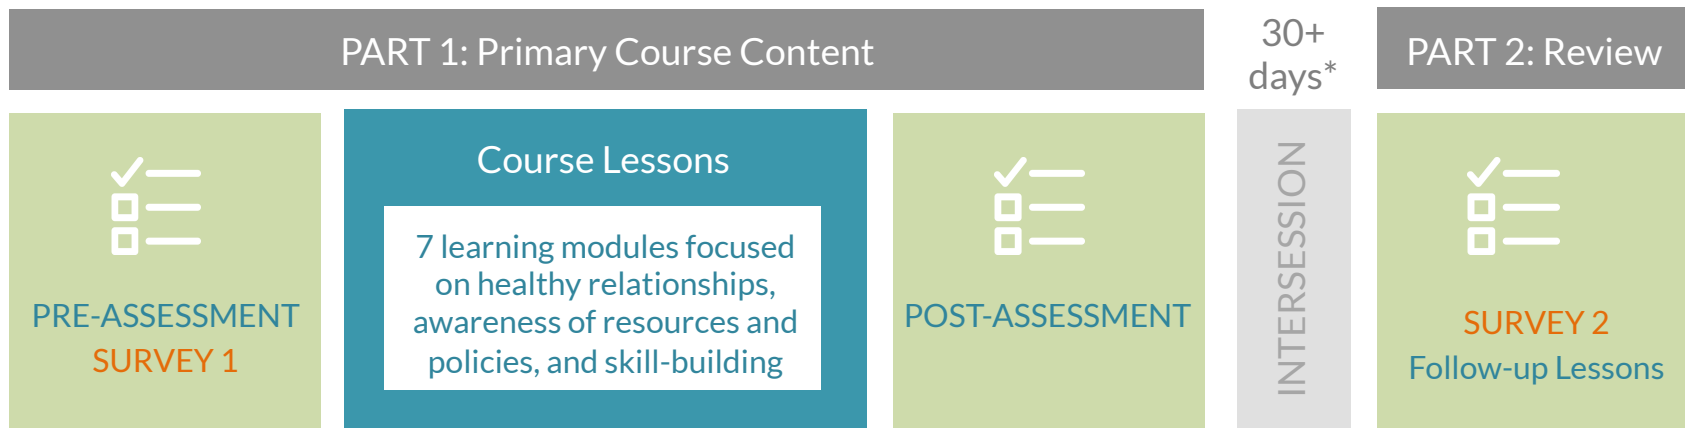 PART 1: Primary Course Content
30+
days*
PART 2: Review
PRE-ASSESSMENT
SURVEY 1
Course Lessons
7 learning modules focused
on healthy relationships,
awareness of resources and
policies, and skill-building
POST-ASSESSMENT
INTERSESSION
SURVEY 2
Follow-up Lessons